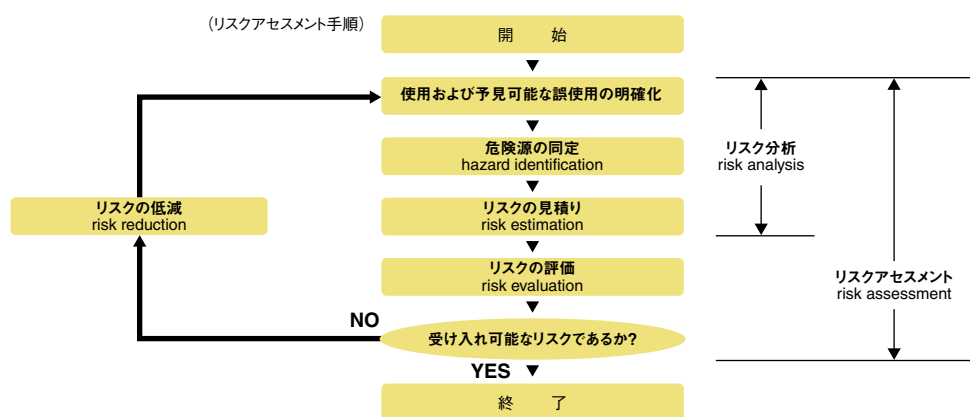 (リスクアセスメント手順)
開 始
使用および予見可能な誤使用の明確化
危険源の同定
hazard identification
リスク分析
risk analysis
リスクの低減
risk reduction
リスクの見積り
risk estimation
リスクの評価
risk evaluation
リスクアセスメント
risk assessment
NO
受け入れ可能なリスクであるか?
YES
終 了